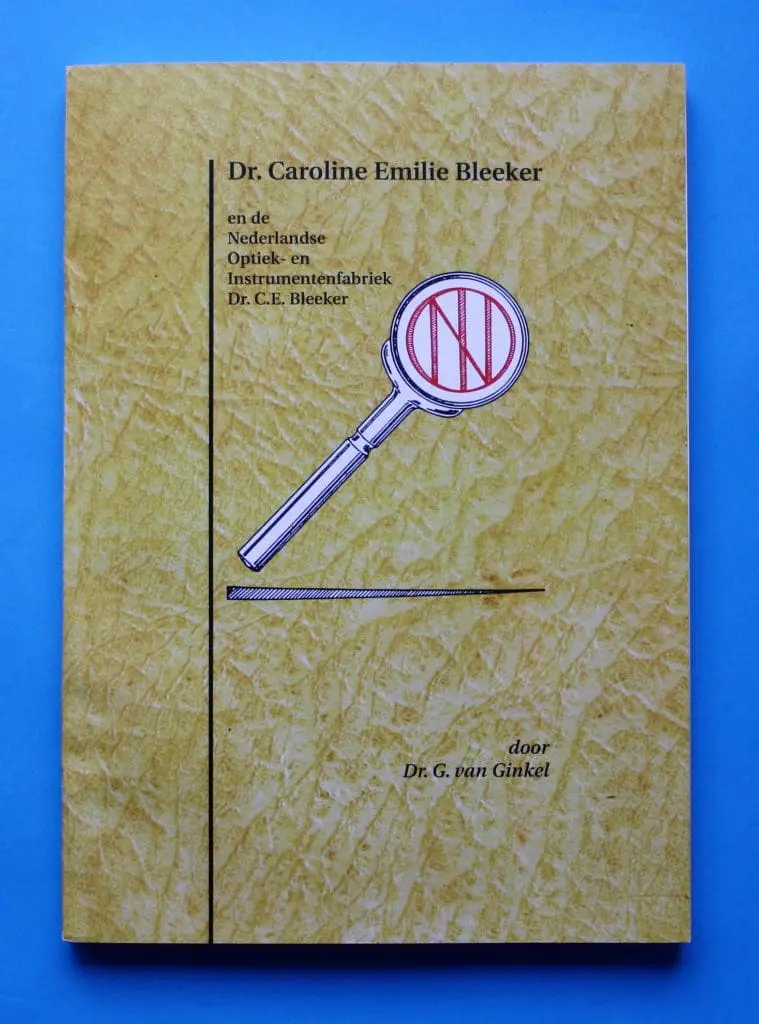 Dr. Caroline Emilie Bleeker
en de
Nederlandse
Optiek- en
Instrumentenfabriek
Dr. C.E. Bleeker
door
Dr. G. van Ginkel